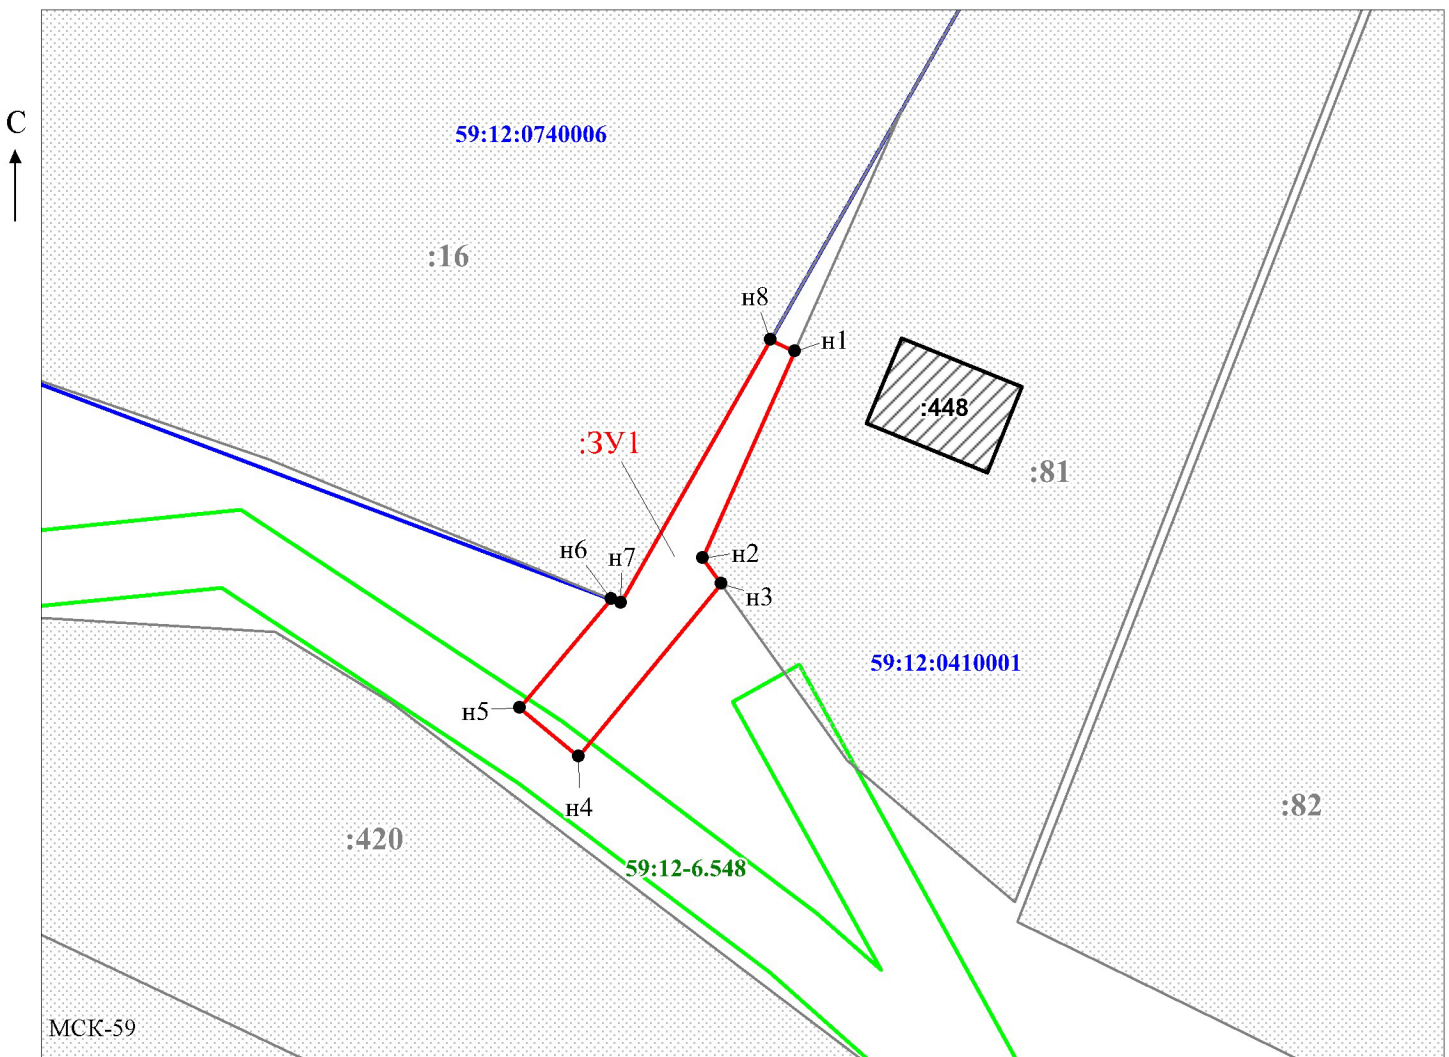 С
59:12:0740006
:16
н8
н1
:448
:ЗУ1
:81
н6
н7
н2
н3
59:12:0410001
н5
н4
:82
:420
59:12-6.548
МСК-59